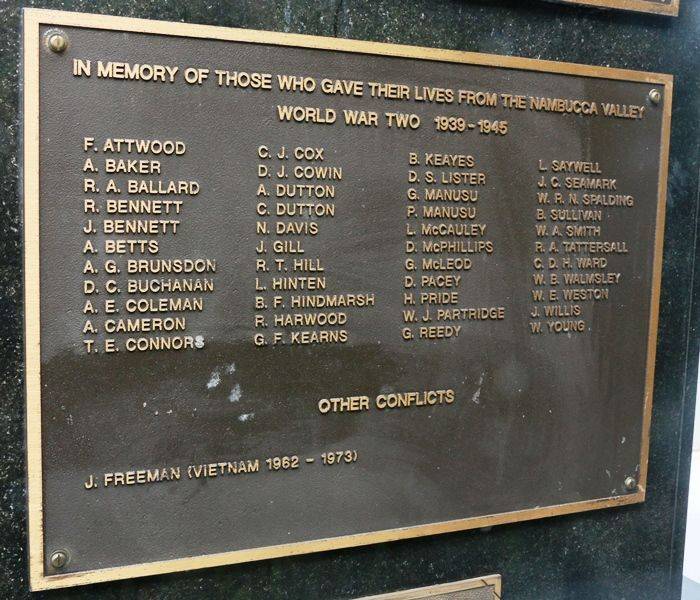 IN MEMORY OF THOSE WHO GAVE THEIR LIVES FROM THE NAMBUCCA VALLEY
WORLD WAR TWO 1939-1945
F. ATTWOOD
A. BAKER
R. A. BALLARD
R. BENNETT
J. BENNETT
A. BETTS
A. G. BRUNSDON
D. C. BUCHANAN
A. E. COLEMAN
A. CAMERON
T. E. CONNORS
C. J. COX
D. J. COWIN
A. DUTTON
C. DUTTON
N. DAVIS
J. GILL
R. T. HILL
L. HINTEN
B. F. HINDMARSH
R. HARWOOD
G. F. KEARNS
B. KEAYES
D. S. LISTER
G. MANUSU
P. MANUSU
L. McCAULEY
D. McPHILLIPS
G. McLEOD
D. PACEY
H. PRIDE
W. J. PARTRIDGE
G. REEDY
L. SAYWELL
J. C. SEAMARK
W. R. N. SPALDING
B. SULLIVAN
W. A. SMITH
R. A. TATTERSALL
C. D. H. WARD
W. B. WALMSLEY
W. E. WESTON
J. WILLIS
W. YOUNG
OTHER CONFLICTS
J. FREEMAN (VIETNAM 1962 - 1973)